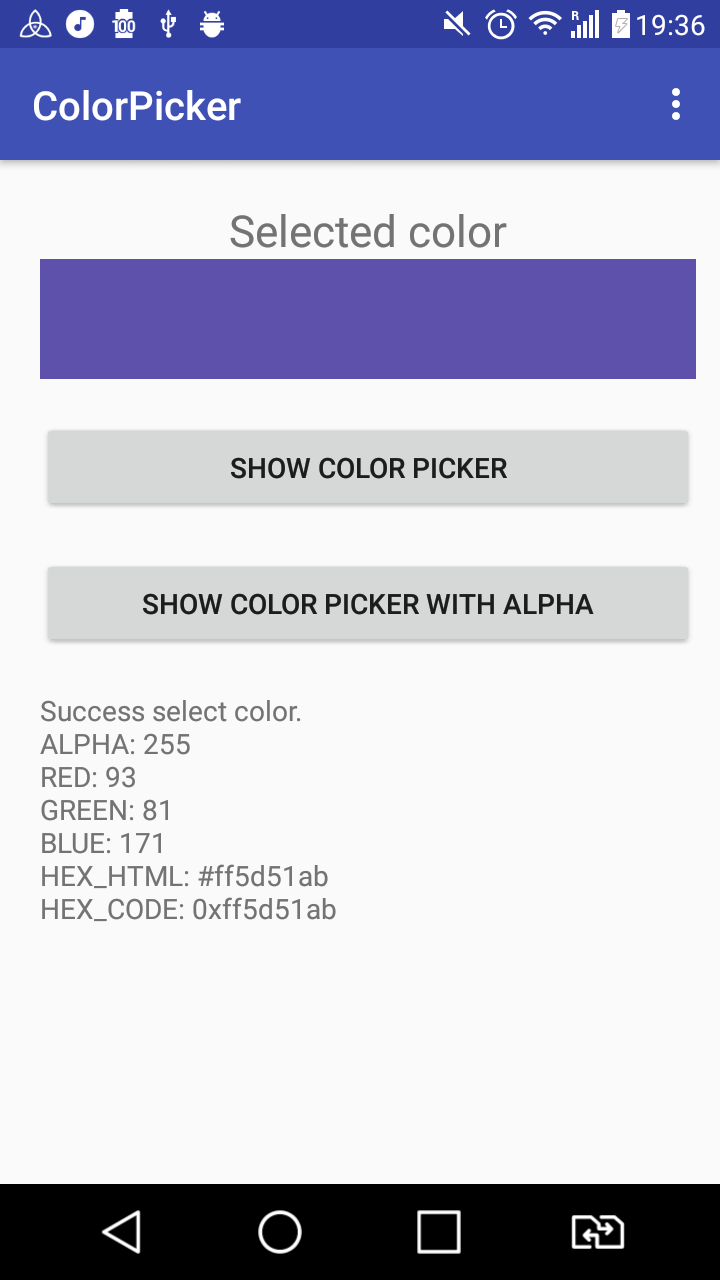 100 R 19:36
ColorPicker
Selected color
SHOW COLOR PICKER
SHOW COLOR PICKER WITH ALPHA
Success select color.
ALPHA: 255
RED: 93
GREEN: 81
BLUE: 171
HEX_HTML: #ff5d51ab
HEX_CODE: 0xff5d51ab